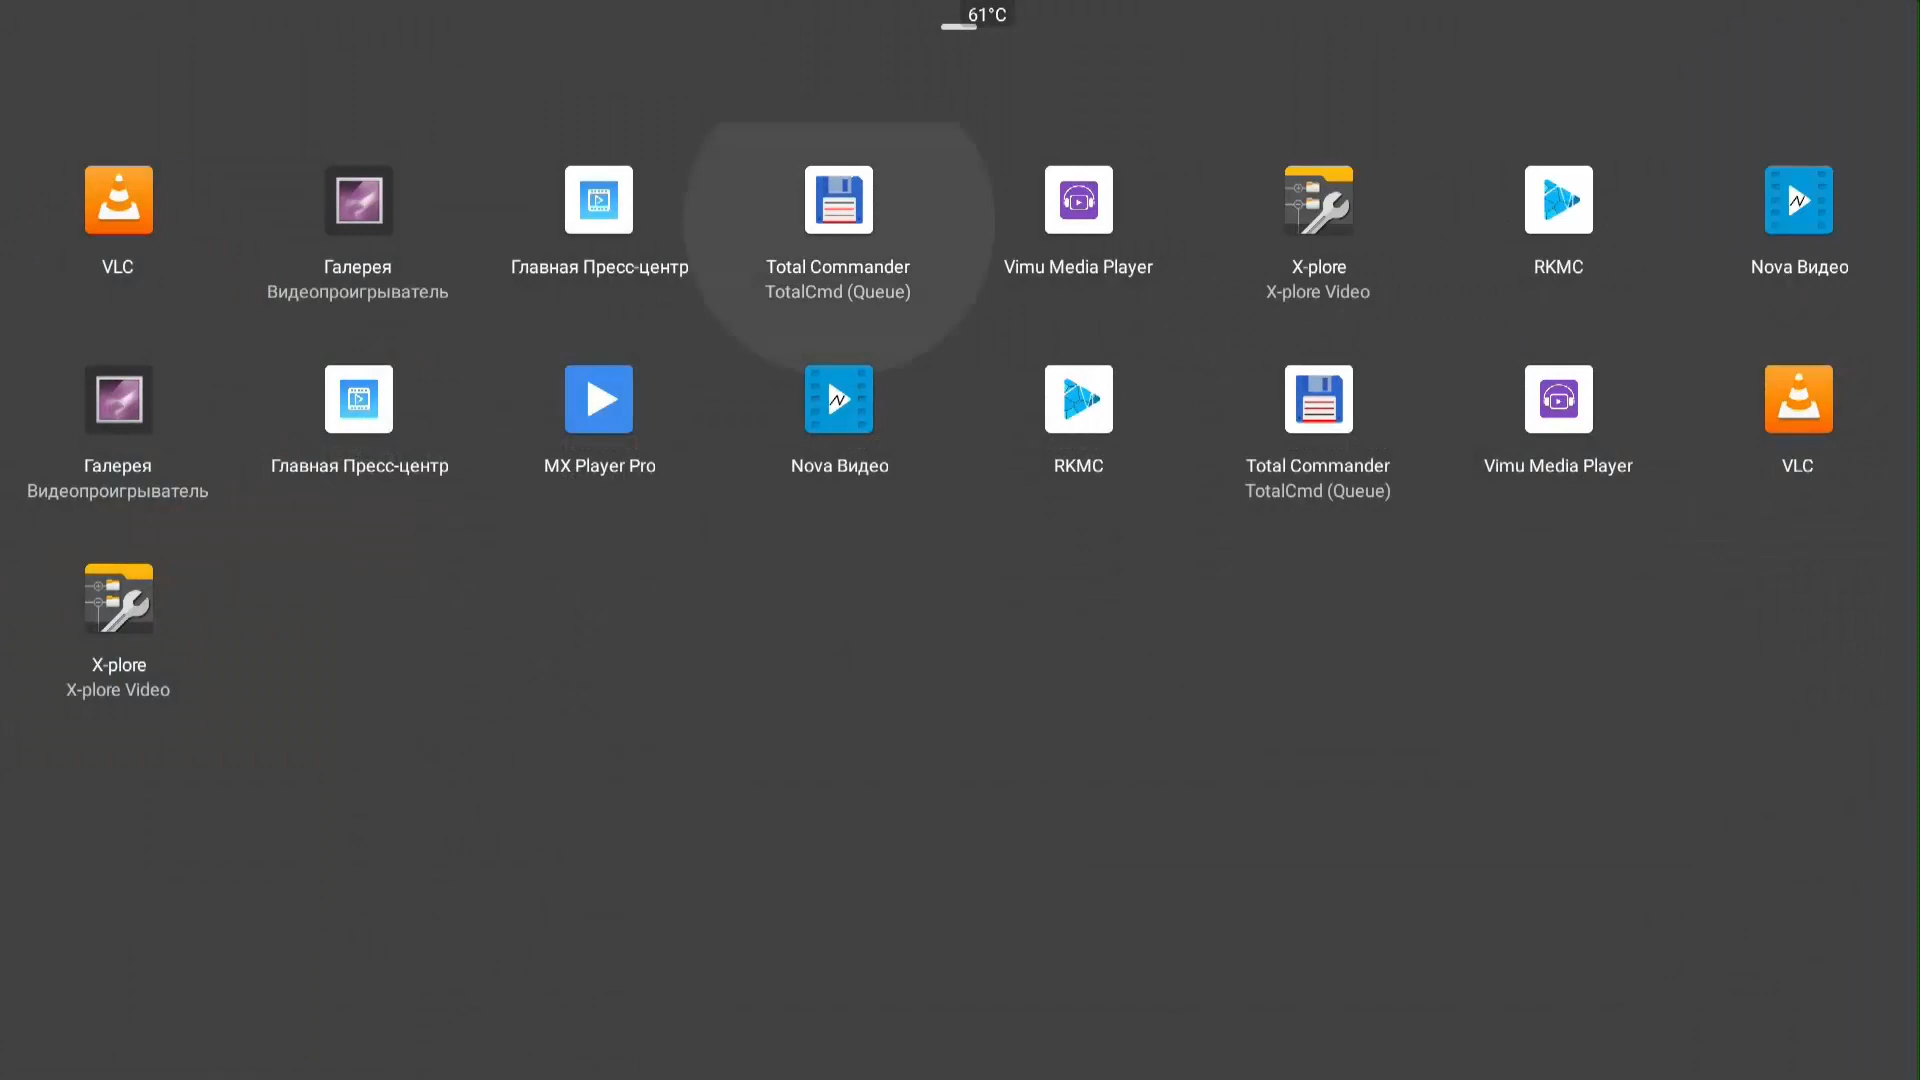 61°C
VLC
Галерея
Видеопроигрыватель
Главная Пресс-центр
Total Commander
TotalCmd (Queue)
Vimu Media Player
X-plore
X-plore Video
RKMC
Nova Видео
Галерея
Видеопроигрыватель
Главная Пресс-центр
MX Player Pro
Nova Видео
RKMC
Total Commander
TotalCmd (Queue)
Vimu Media Player
VLC
X-plore
X-plore Video